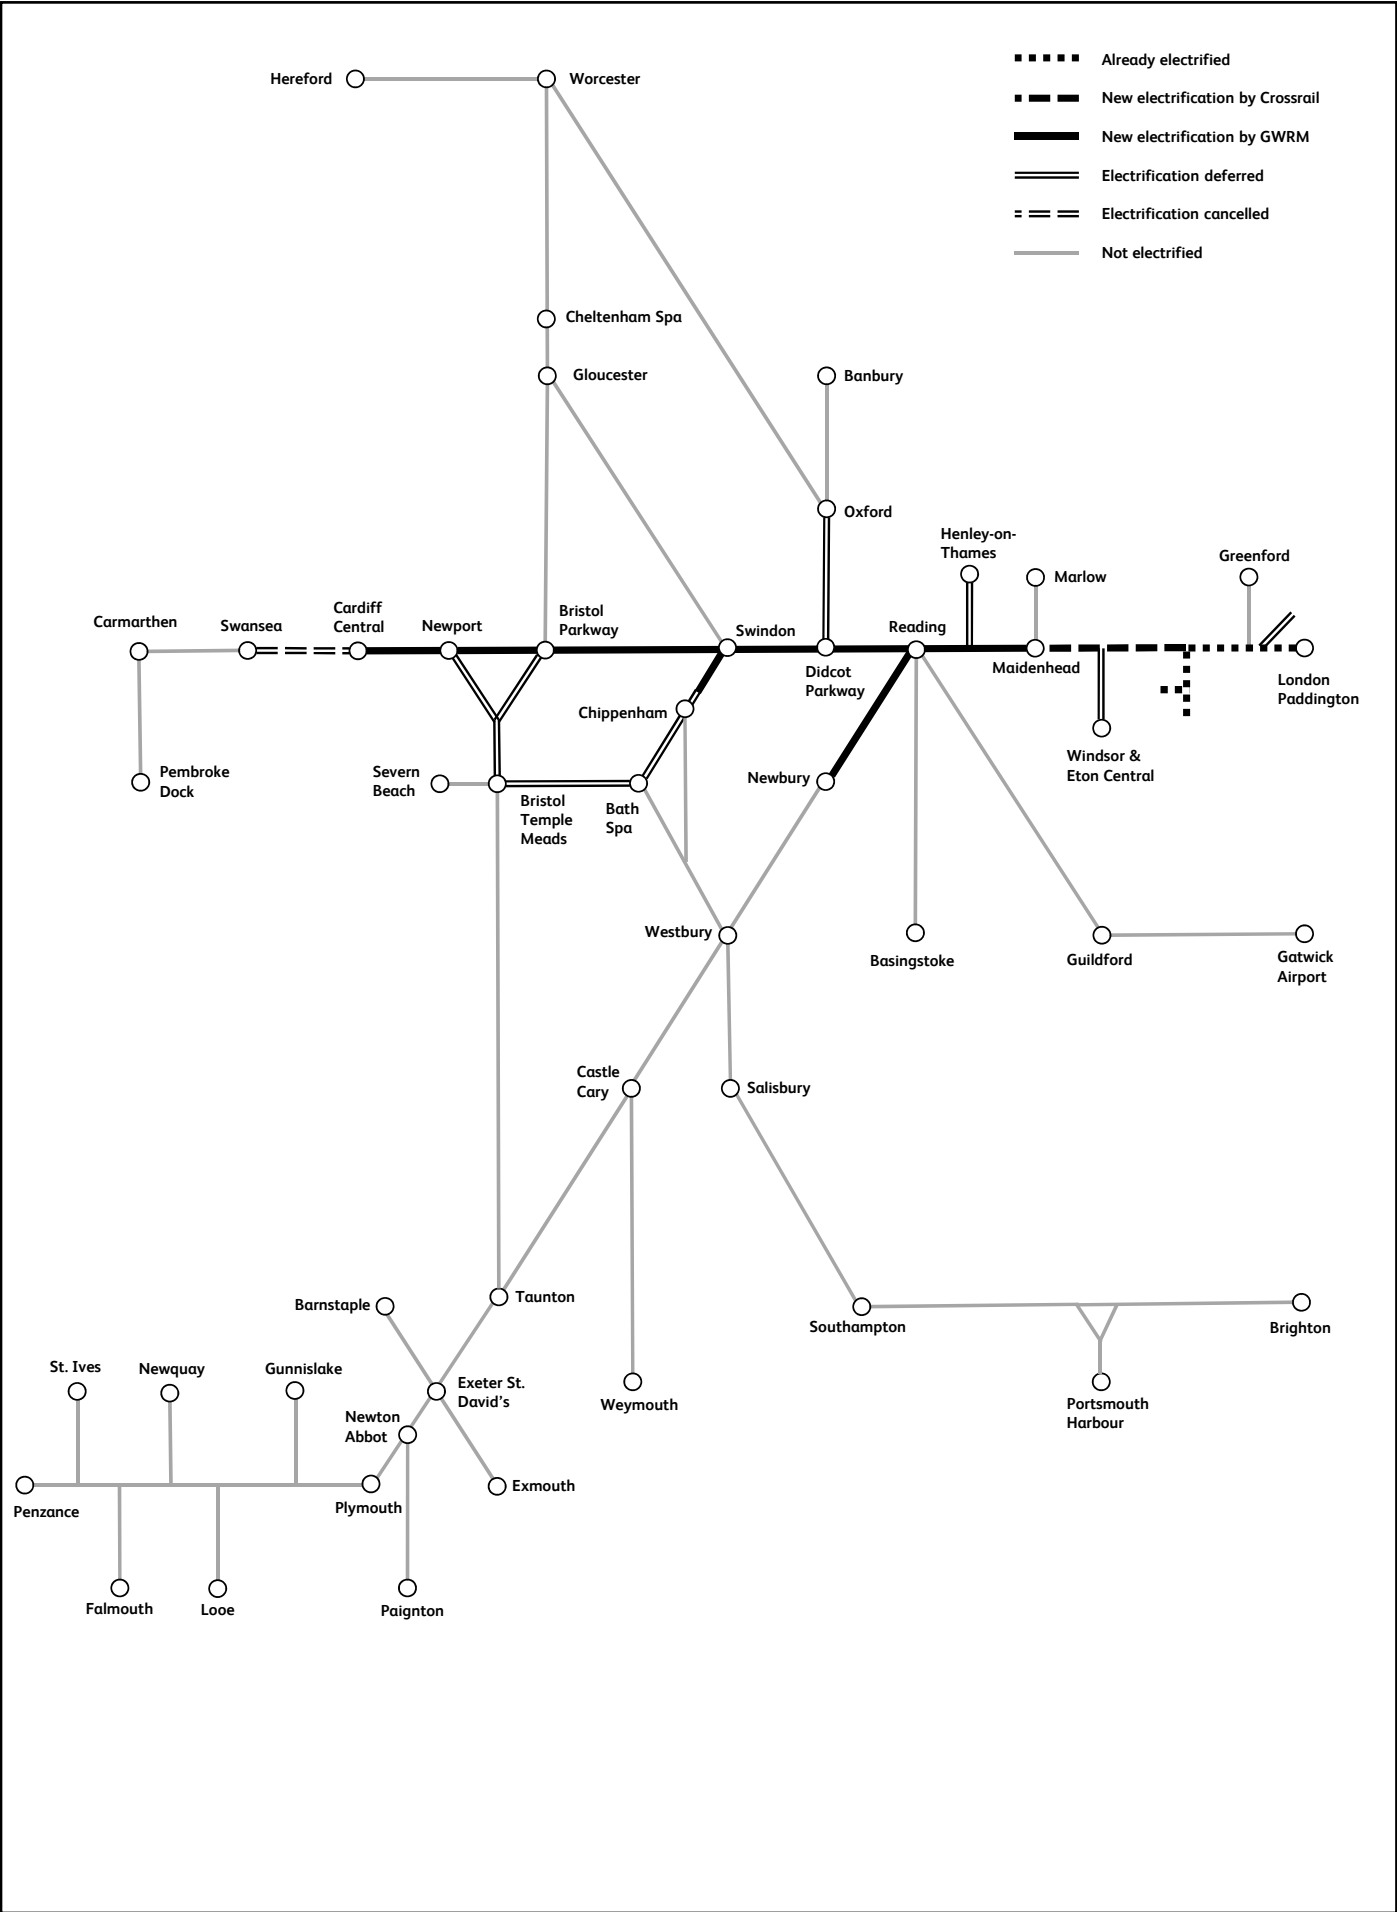 Already electrified
Hereford
Worcester
New electrification by Crossrail
New electrification by GWRM
Electrification deferred
Electrification cancelled
Not electrified
Cheltenham Spa
Gloucester
Banbury
Oxford
Henley-on-
Thames
Greenford
Marlow
Carmarthen
Swansea
Cardiff
Central
Newport
Bristol
Parkway
Swindon
Reading
Didcot
Parkway
Maidenhead
London
Paddington
Chippenham
Windsor &
Eton Central
Pembroke
Dock
Severn
Beach
Newbury
Bristol
Temple
Meads
Bath
Spa
Westbury
Basingstoke
Guildford
Gatwick
Airport
Castle
Cary
Salisbury
Barnstaple
Taunton
Southampton
Brighton
St. Ives
Newquay
Gunnislake
Exeter St.
David's
Weymouth
Portsmouth
Harbour
Newton
Abbot
Exmouth
Penzance
Plymouth
Falmouth
Looe
Paignton